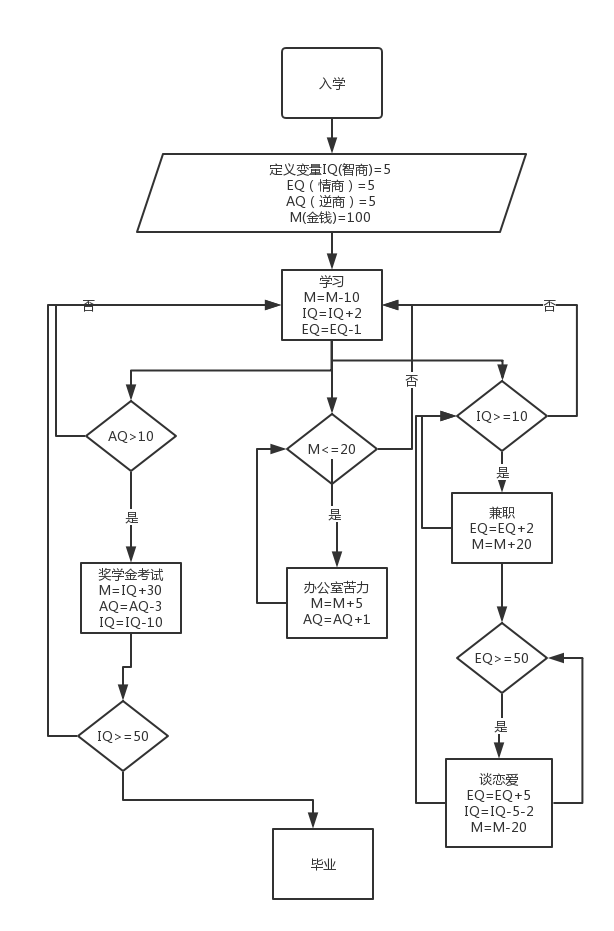 入学
定义变量IQ(智商)=5
EQ（情商）=5
AQ（逆商）=5
M(金钱)=100
学习
M=M-10
IQ=IQ+2
EQ=EQ-1
否
否
否
AQ>10
M<=20
IQ>=10
是
是
是
奖学金考试
M=IQ+30
AQ=AQ-3
IQ=IQ-10
办公室苦力
M=M+5
AQ=AQ+1
兼职
EQ=EQ+2
M=M+20
EQ>=50
是
IQ>=50
谈恋爱
EQ=EQ+5
IQ=IQ-5-2
M=M-20
毕业